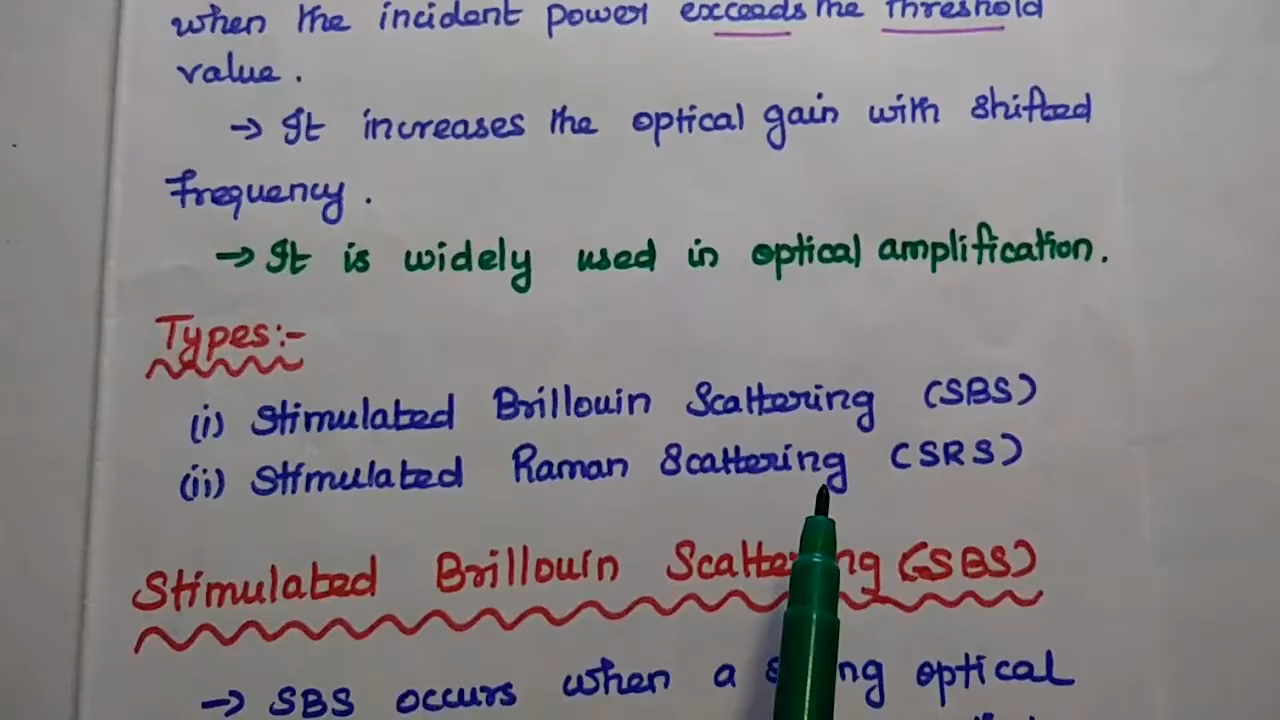 when the incident power exceeds the threshold
value.
→ It increases the optical gain with shifted
Frequency.
→ It is widely used in optical amplification.
Types:-
(i) Stimulated Brillouin Scattering (SBS)
(ii) Stimulated Raman Scattering (SRS)
Stimulated Brillouin Scattering (SBS)
→ SBS occurs when a optical